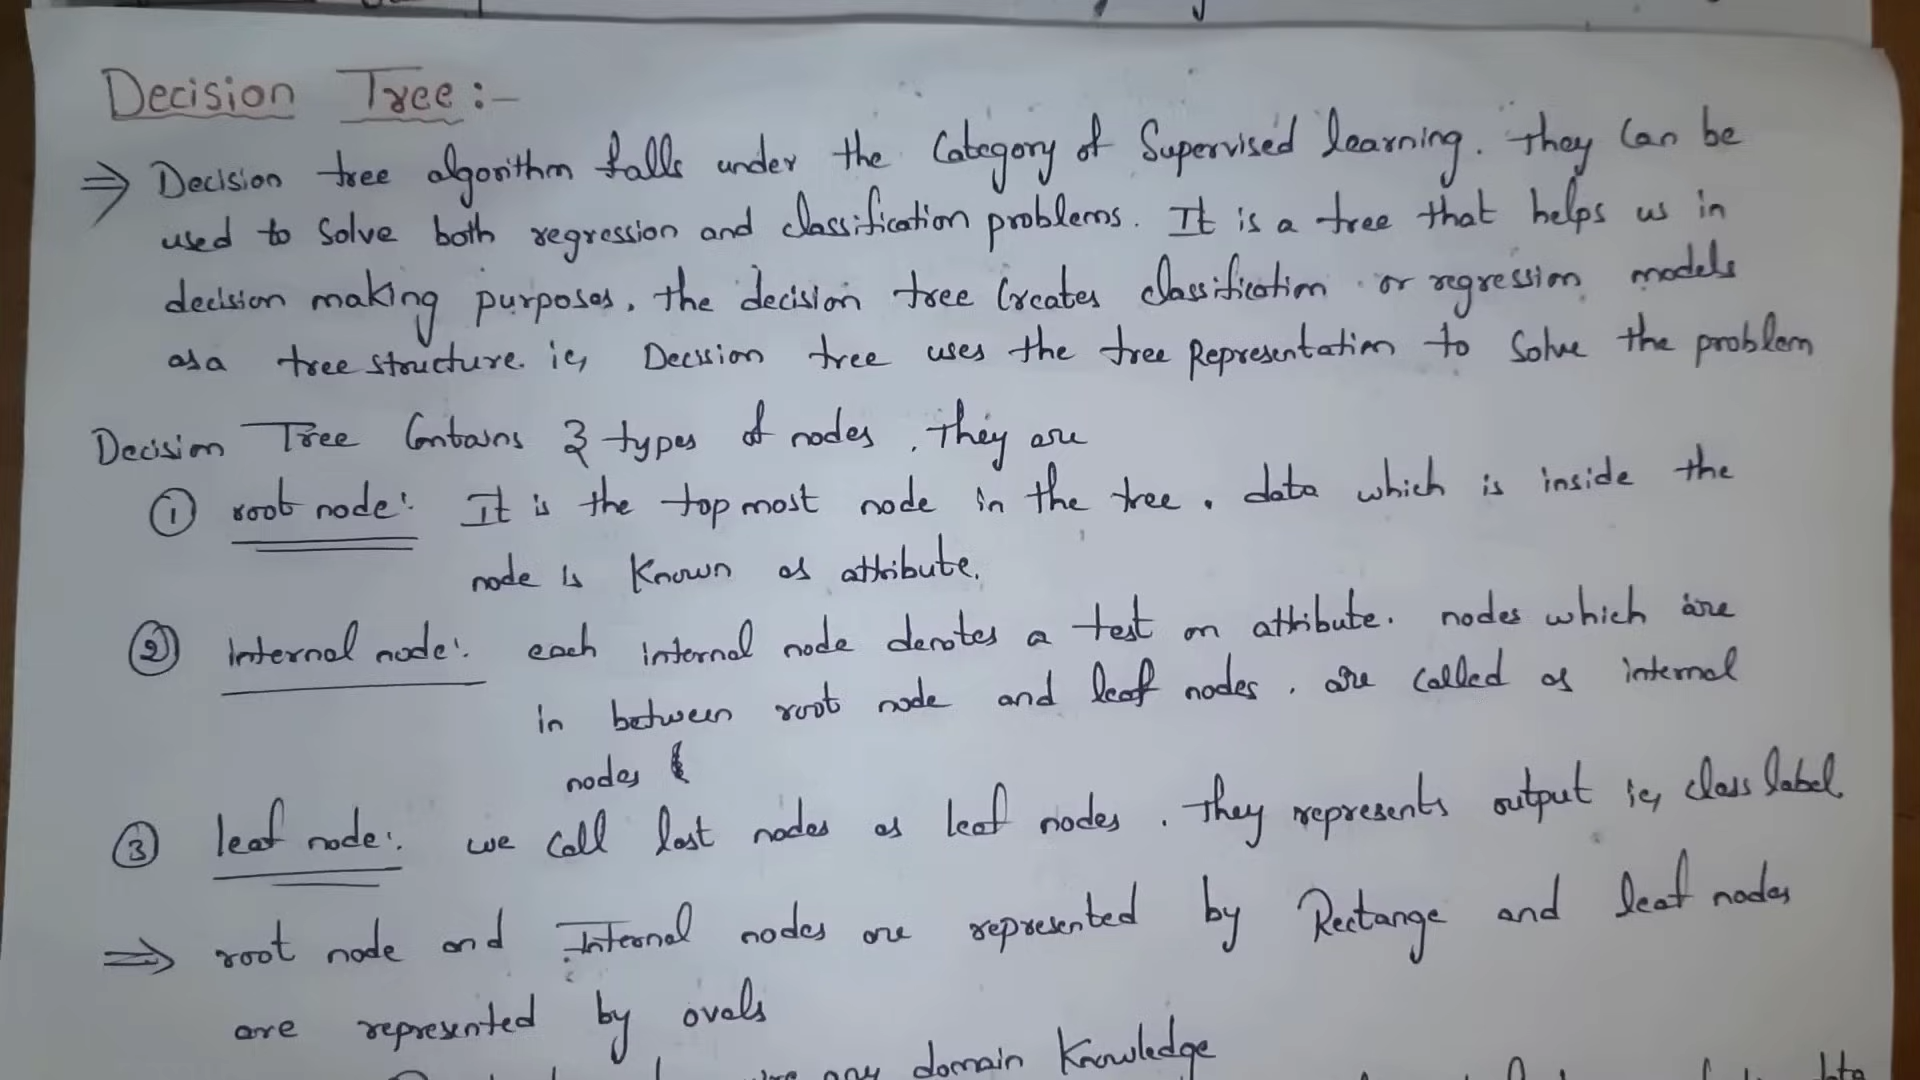 Decision Tree :-
⇒ Decision tree algorithm falls under the Category of Supervised learning. They can be
used to solve both regression and classification problems. It is a tree that helps us in
decision making purposes, the decision tree creates classification or regression models
as a tree structure. ie, Decision tree uses the tree Representation to solve the problem
Decision Tree Contains 3 types of nodes. They are
① root node: It is the top most node in the tree. data which is inside the
node is Known as attribute.
② internal node: each internal node denotes a test on attribute. nodes which are
in between root node and leaf nodes. are called as internal
nodes
③ leaf node: we call last nodes as leaf nodes. They represents output ie, class label
⇒ root node and Internal nodes are represented by Rectange and leaf nodes
are represented by ovals
any domain Knowledge